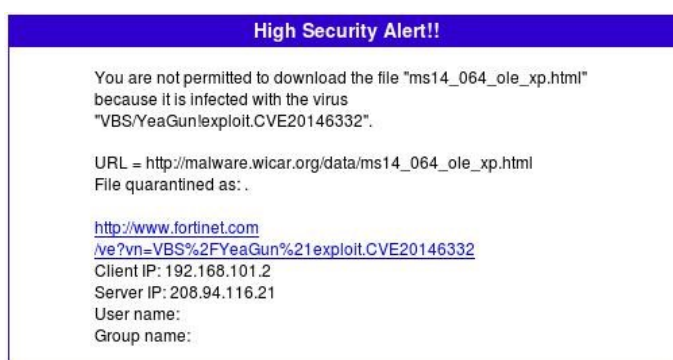 High Security Alert!!
You are not permitted to download the file "ms14_064_ole_xp.html"
because it is infected with the virus
"VBS/YeaGun!exploit.CVE20146332".
URL = http://malware.wicar.org/data/ms14_064_ole_xp.html
File quarantined as: .
http://www.fortinet.com
/ve?vn=VBS%2FYeaGun%21exploit.CVE20146332
Client IP: 192.168.101.2
Server IP: 208.94.116.21
User name:
Group name: